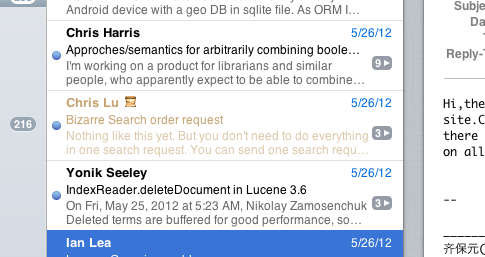 Android device with a geo DB in sqlite file. As ORM I…
Chris Harris 5/26/12
Approches/semantics for arbitrarily combining boole…
I'm working on a product for librarians and similar
people, who apparently expect to be able to combine… 9
Chris Lu 5/26/12
Bizarre Search order request
Nothing like this yet. But you don't need to do everything
in one search request. You can send one search requ… 3
216
Yonik Seeley 5/26/12
IndexReader.deleteDocument in Lucene 3.6
On Fri, May 25, 2012 at 5:23 AM, Nikolay Zamosenchuk
Deleted terms are buffered for good performance, so… 3
Ian Lea 5/26/12
Subje
Da
T
Reply-T
Hi,the
site.C
there
on all
--
齐保元(